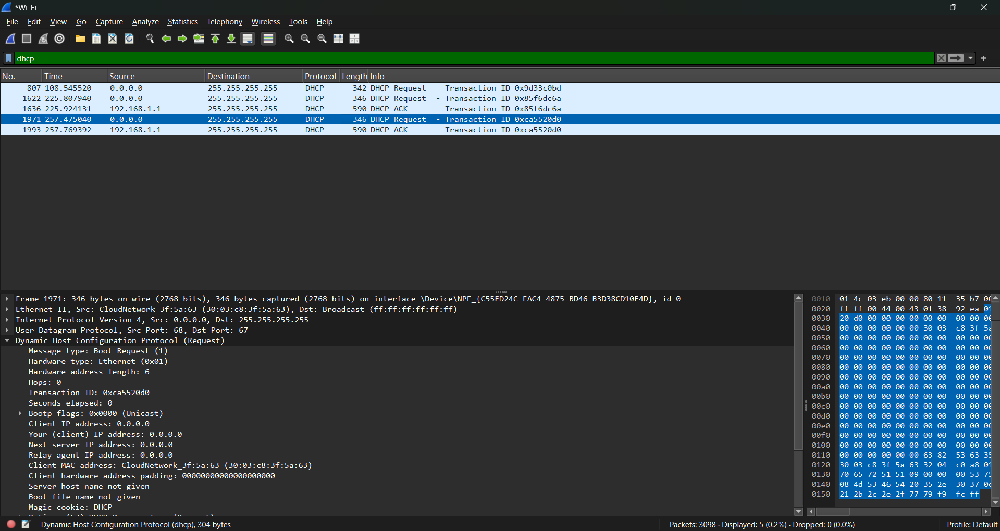 *Wi-Fi
File Edit View Go Capture Analyze Statistics Telephony Wireless Tools Help
dhcp
No. Time Source Destination Protocol Length Info
807 108.545520 0.0.0.0 255.255.255.255 DHCP 342 DHCP Request - Transaction ID 0x9d33c0bd
1622 225.807940 0.0.0.0 255.255.255.255 DHCP 346 DHCP Request - Transaction ID 0x85f6dc6a
1636 225.924131 192.168.1.1 255.255.255.255 DHCP 590 DHCP ACK - Transaction ID 0x85f6dc6a
1971 257.475040 0.0.0.0 255.255.255.255 DHCP 346 DHCP Request - Transaction ID 0xca5520d0
1993 257.769392 192.168.1.1 255.255.255.255 DHCP 590 DHCP ACK - Transaction ID 0xca5520d0
Frame 1971: 346 bytes on wire (2768 bits), 346 bytes captured (2768 bits) on interface \Device\NPF_{C55ED24C-FAC4-4875-BD46-B3D38CD10E4D}, id 0
Ethernet II, Src: CloudNetwork_3f:5a:63 (30:03:c8:3f:5a:63), Dst: Broadcast (ff:ff:ff:ff:ff:ff)
Internet Protocol Version 4, Src: 0.0.0.0, Dst: 255.255.255.255
User Datagram Protocol, Src Port: 68, Dst Port: 67
Dynamic Host Configuration Protocol (Request)
Message type: Boot Request (1)
Hardware type: Ethernet (0x01)
Hardware address length: 6
Hops: 0
Transaction ID: 0xca5520d0
Seconds elapsed: 0
Bootp flags: 0x0000 (Unicast)
Client IP address: 0.0.0.0
Your (client) IP address: 0.0.0.0
Next server IP address: 0.0.0.0
Relay agent IP address: 0.0.0.0
Client MAC address: CloudNetwork_3f:5a:63 (30:03:c8:3f:5a:63)
Client hardware address padding: 00000000000000000000
Server host name not given
Boot file name not given
Magic cookie: DHCP
0010 01 4c 03 eb 00 00 80 11 35 b7
0020 ff ff 00 44 00 43 01 38 92 ea
0030 20 d0 00 00 00 00 00 00 00 00
0040 00 00 00 00 00 00 30 03 c8 3f
0050 00 00 00 00 00 00 00 00 00 00
0060 00 00 00 00 00 00 00 00 00 00
0070 00 00 00 00 00 00 00 00 00 00
0080 00 00 00 00 00 00 00 00 00 00
0090 00 00 00 00 00 00 00 00 00 00
00a0 00 00 00 00 00 00 00 00 00 00
00b0 00 00 00 00 00 00 00 00 00 00
00c0 00 00 00 00 00 00 00 00 00 00
00d0 00 00 00 00 00 00 00 00 00 00
00e0 00 00 00 00 00 00 00 00 00 00
00f0 00 00 00 00 00 00 00 00 00 00
0100 00 00 00 00 00 00 00 00 00 00
0110 00 00 00 00 00 00 63 82 53 63
0120 30 03 c8 3f 5a 63 32 04 c0 a8
0130 70 65 72 51 51 09 00 00 00 53
0140 08 4d 53 46 54 20 35 2e 30 37
0150 21 2b 2c 2e 2f 77 79 f9 fc ff
Dynamic Host Configuration Protocol (dhcp), 304 bytes
Packets: 3098 · Displayed: 5 (0.2%) · Dropped: 0 (0.0%)
Profile: Default